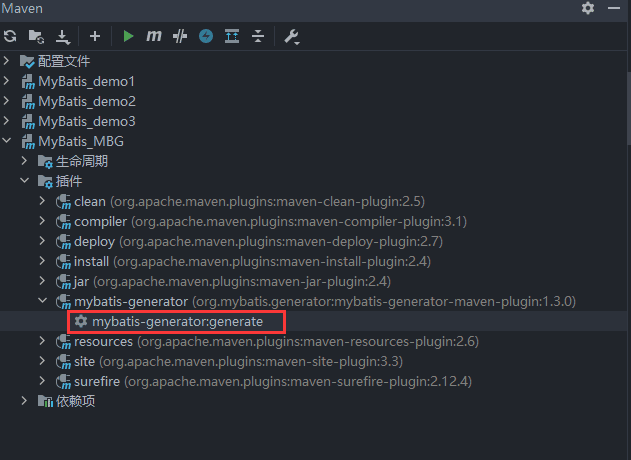 Maven
配置文件
MyBatis_demo1
MyBatis_demo2
MyBatis_demo3
MyBatis_MBG
生命周期
插件
clean (org.apache.maven.plugins:maven-clean-plugin:2.5)
compiler (org.apache.maven.plugins:maven-compiler-plugin:3.1)
deploy (org.apache.maven.plugins:maven-deploy-plugin:2.7)
install (org.apache.maven.plugins:maven-install-plugin:2.4)
jar (org.apache.maven.plugins:maven-jar-plugin:2.4)
mybatis-generator (org.mybatis.generator:mybatis-generator-maven-plugin:1.3.0)
mybatis-generator:generate
resources (org.apache.maven.plugins:maven-resources-plugin:2.6)
site (org.apache.maven.plugins:maven-site-plugin:3.3)
surefire (org.apache.maven.plugins:maven-surefire-plugin:2.12.4)
依赖项